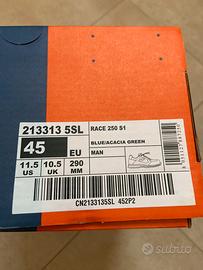 213313 5SL
RACE 250 S1
BLUE/ACACIA GREEN
MAN
45
EU
11.5 10.5 290
US UK MM
CN2133135SL 452P2
subito